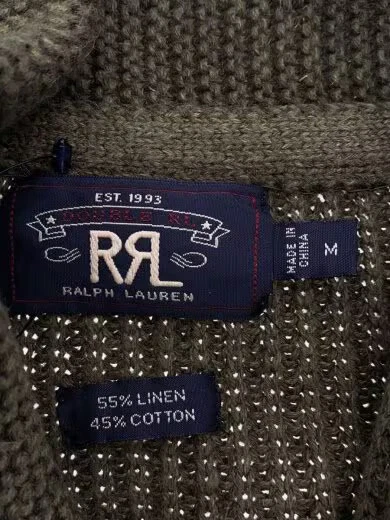 EST. 1993
DOUBLE RL
RRL
RALPH LAUREN
MADE IN
CHINA
M
55% LINEN
45% COTTON